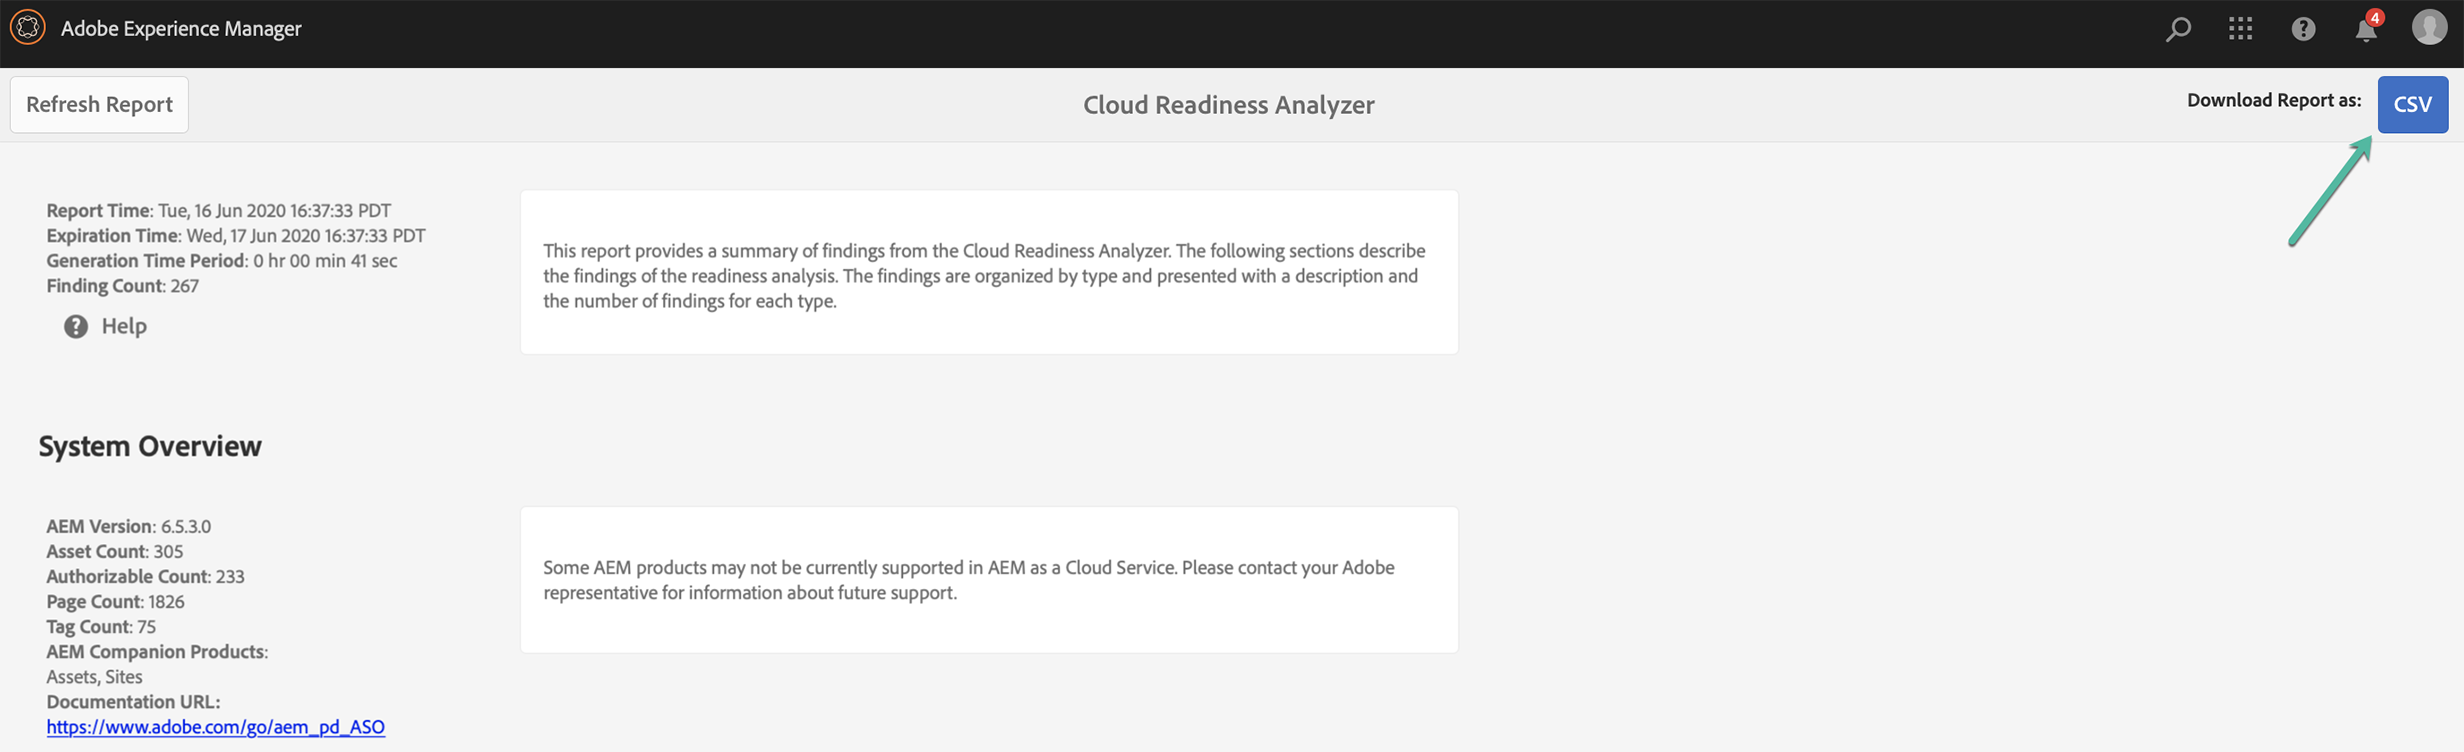 Adobe Experience Manager
4
Refresh Report
Cloud Readiness Analyzer
Download Report as:
CSV
Report Time: Tue, 16 Jun 2020 16:37:33 PDT
Expiration Time: Wed, 17 Jun 2020 16:37:33 PDT
Generation Time Period: 0 hr 00 min 41 sec
Finding Count: 267
? Help
This report provides a summary of findings from the Cloud Readiness Analyzer. The following sections describe
the findings of the readiness analysis. The findings are organized by type and presented with a description and
the number of findings for each type.
System Overview
AEM Version: 6.5.3.0
Asset Count: 305
Authorizable Count: 233
Page Count: 1826
Tag Count: 75
AEM Companion Products:
Assets, Sites
Documentation URL:
https://www.adobe.com/go/aem_pd_ASO
Some AEM products may not be currently supported in AEM as a Cloud Service. Please contact your Adobe
representative for information about future support.